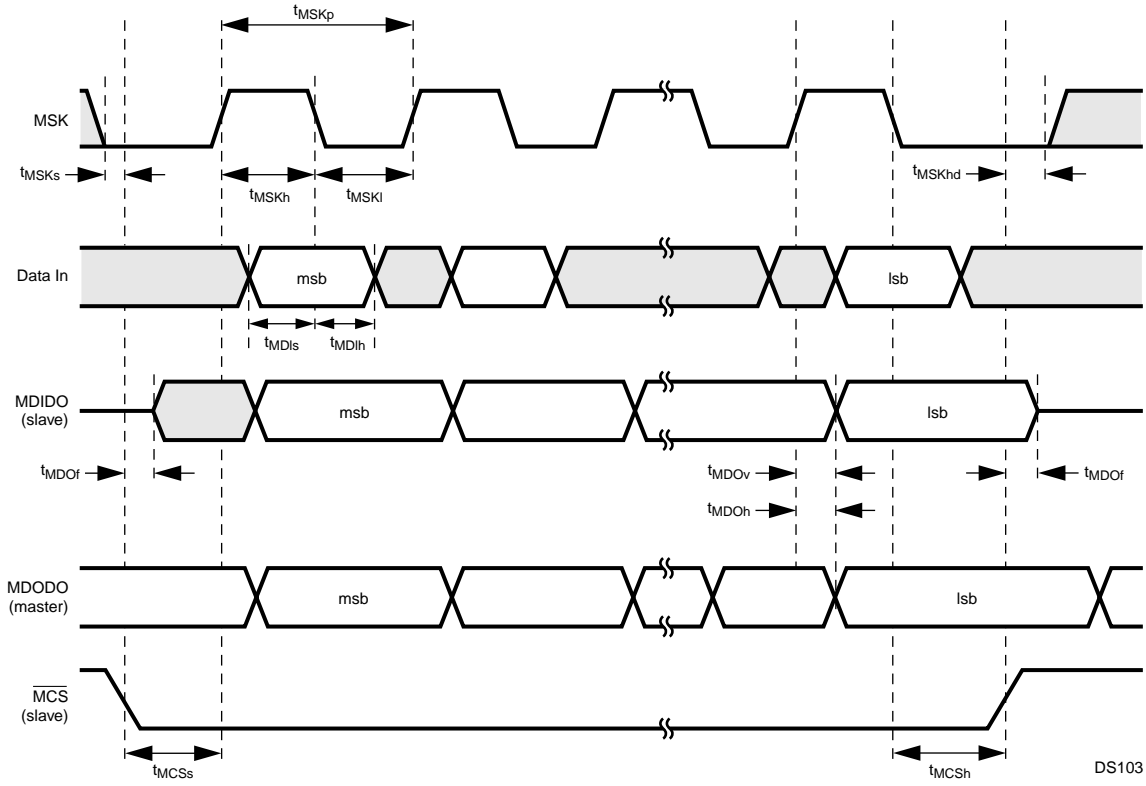 tMSKp
MSK
tMSKs
tMSKh
tMSKl
tMSKhd
Data In
msb
lsb
tMDIs
tMDIh
MDIDO
(slave)
msb
lsb
tMDOf
tMDOv
tMDOf
tMDOh
MDODO
(master)
msb
lsb
MCS
(slave)
tMCSs
tMCSh
DS103